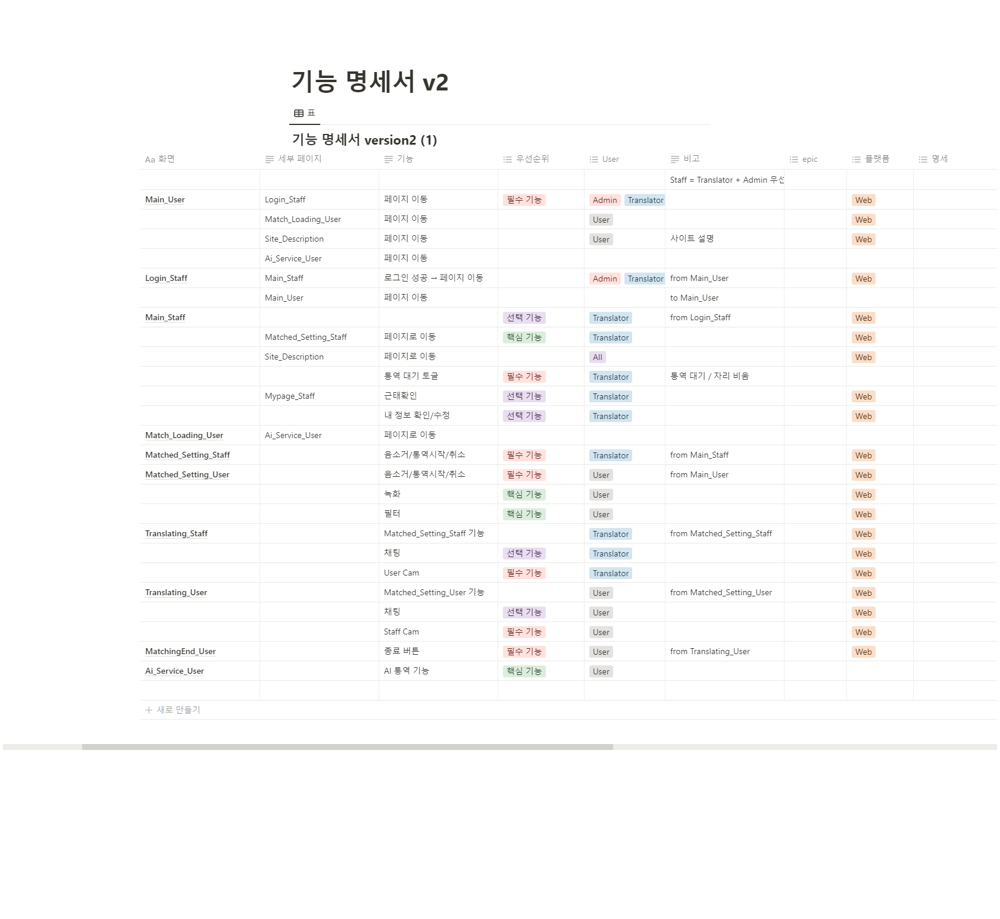 기능 명세서 v2
표
기능 명세서 version2 (1)
Aa 화면 세부 페이지 기능 우선순위 User 비고 epic 플랫폼 명세
Staff = Translator + Admin 우선
Main_User Login_Staff 페이지 이동 필수 기능 Admin Translator Web
Match_Loading_User 페이지 이동 User Web
Site_Description 페이지 이동 User 사이트 설명 Web
Ai_Service_User 페이지 이동
Login_Staff Main_Staff 로그인 성공 → 페이지 이동 Admin Translator from Main_User Web
Main_User 페이지 이동 to Main_User
Main_Staff 선택 기능 Translator from Login_Staff Web
Matched_Setting_Staff 페이지로 이동 핵심 기능 Translator Web
Site_Description 페이지로 이동 All Web
통역 대기 토글 필수 기능 Translator 통역 대기 / 자리 비움
Mypage_Staff 근태확인 선택 기능 Translator Web
내 정보 확인/수정 선택 기능 Translator Web
Match_Loading_User Ai_Service_User 페이지로 이동
Matched_Setting_Staff 음소거/통역시작/취소 필수 기능 Translator from Main_Staff Web
Matched_Setting_User 음소거/통역시작/취소 필수 기능 User from Main_User Web
녹화 핵심 기능 User Web
필터 핵심 기능 User Web
Translating_Staff Matched_Setting_Staff 기능 Translator from Matched_Setting_Staff Web
채팅 선택 기능 Translator Web
User Cam 필수 기능 Translator Web
Translating_User Matched_Setting_User 기능 User from Matched_Setting_User Web
채팅 선택 기능 User Web
Staff Cam 필수 기능 User Web
MatchingEnd_User 종료 버튼 필수 기능 User from Translating_User Web
Ai_Service_User AI 통역 기능 핵심 기능 User
새로 만들기